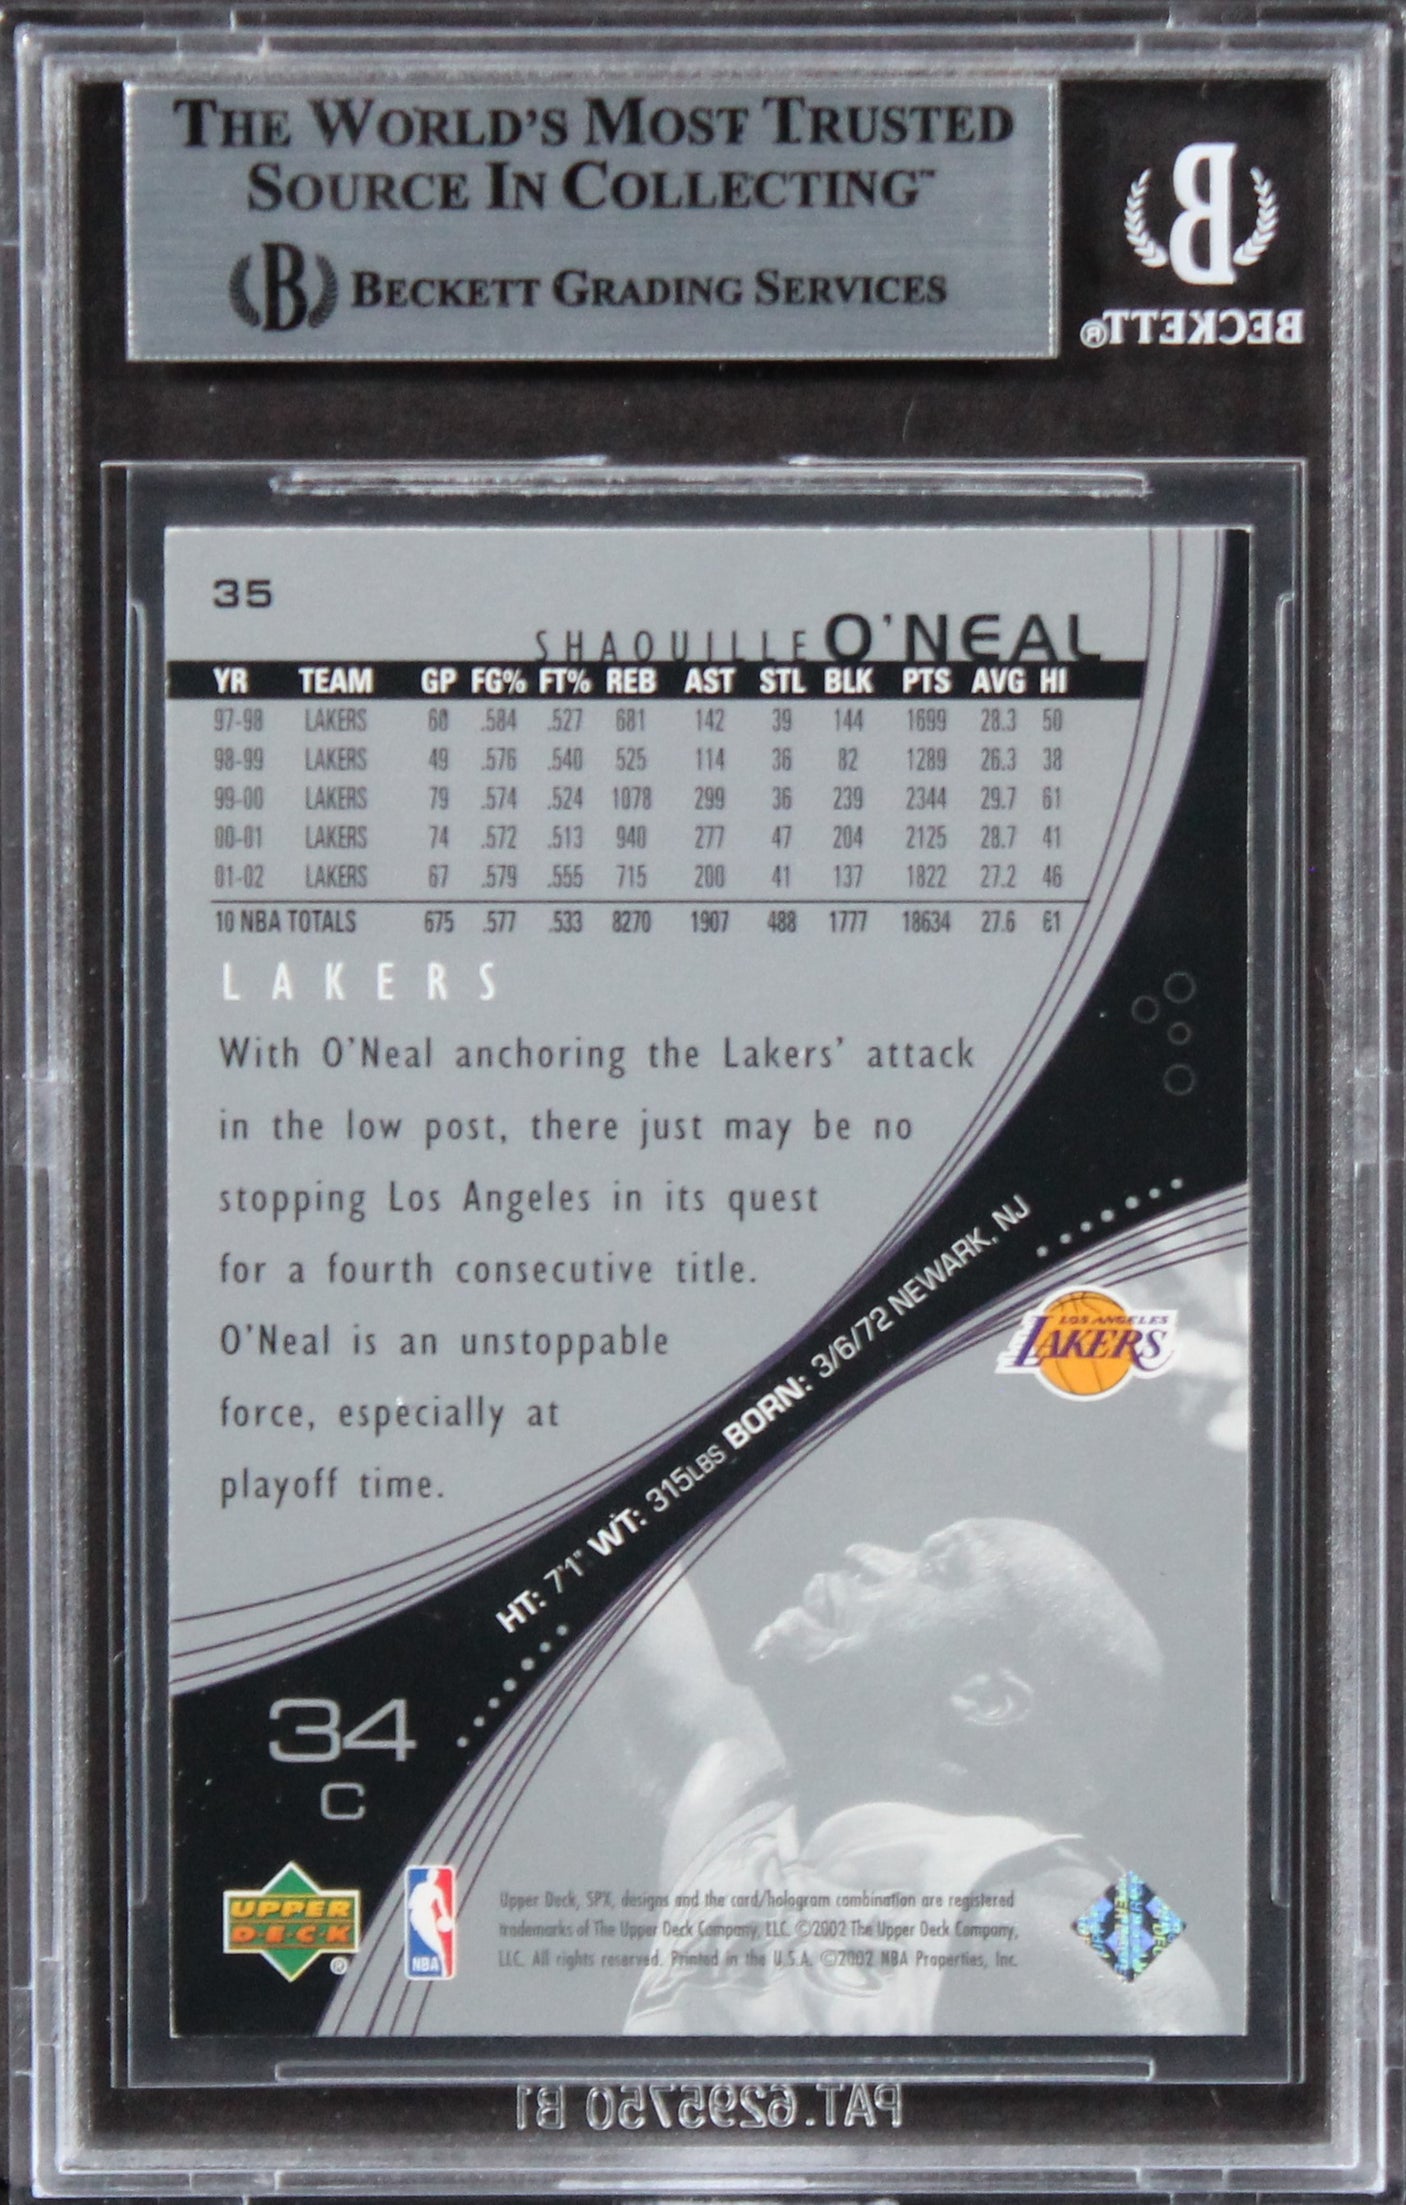 THE WORLD'S MOST TRUSTED
SOURCE IN COLLECTING™
B BECKETT GRADING SERVICES
B
BECKETT®
35
SHAQUILLE O'NEAL
YR TEAM GP FG% FT% REB AST STL BLK PTS AVG HI
97-98 LAKERS 60 .584 .527 681 142 39 144 1699 28.3 50
98-99 LAKERS 49 .576 .540 525 114 36 82 1289 26.3 38
99-00 LAKERS 79 .574 .524 1078 299 36 239 2344 29.7 61
00-01 LAKERS 74 .572 .513 940 277 47 204 2125 28.7 41
01-02 LAKERS 67 .579 .555 715 200 41 137 1822 27.2 46
10 NBA TOTALS 675 .577 .533 8270 1907 488 1777 18634 27.6 61
LAKERS
With O'Neal anchoring the Lakers' attack
in the low post, there just may be no
stopping Los Angeles in its quest
for a fourth consecutive title.
O'Neal is an unstoppable
force, especially at
playoff time.
HT: 7'1" WT: 315LBS BORN: 3/6/72 NEWARK, NJ
LOS ANGELES
LAKERS
34
C
UPPER
DECK®
NBA
Upper Deck, SPX, designs and the card/hologram combination are registered
trademarks of The Upper Deck Company, LLC. ©2002 The Upper Deck Company,
LLC. All rights reserved. Printed in the U.S.A. ©2002 NBA Properties, Inc.
PAT. 6295750 B1